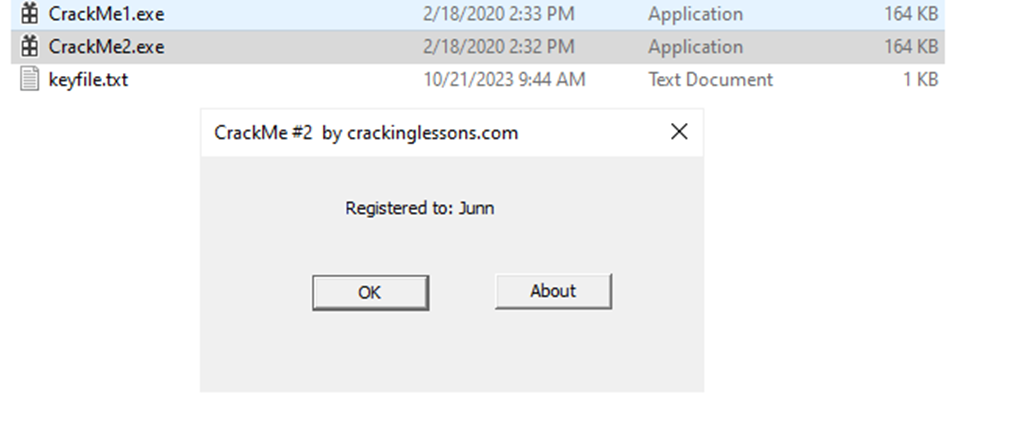 CrackMe1.exe 2/18/2020 2:33 PM Application 164 KB
CrackMe2.exe 2/18/2020 2:32 PM Application 164 KB
keyfile.txt 10/21/2023 9:44 AM Text Document 1 KB
CrackMe #2 by crackinglessons.com
Registered to: Junn
OK About